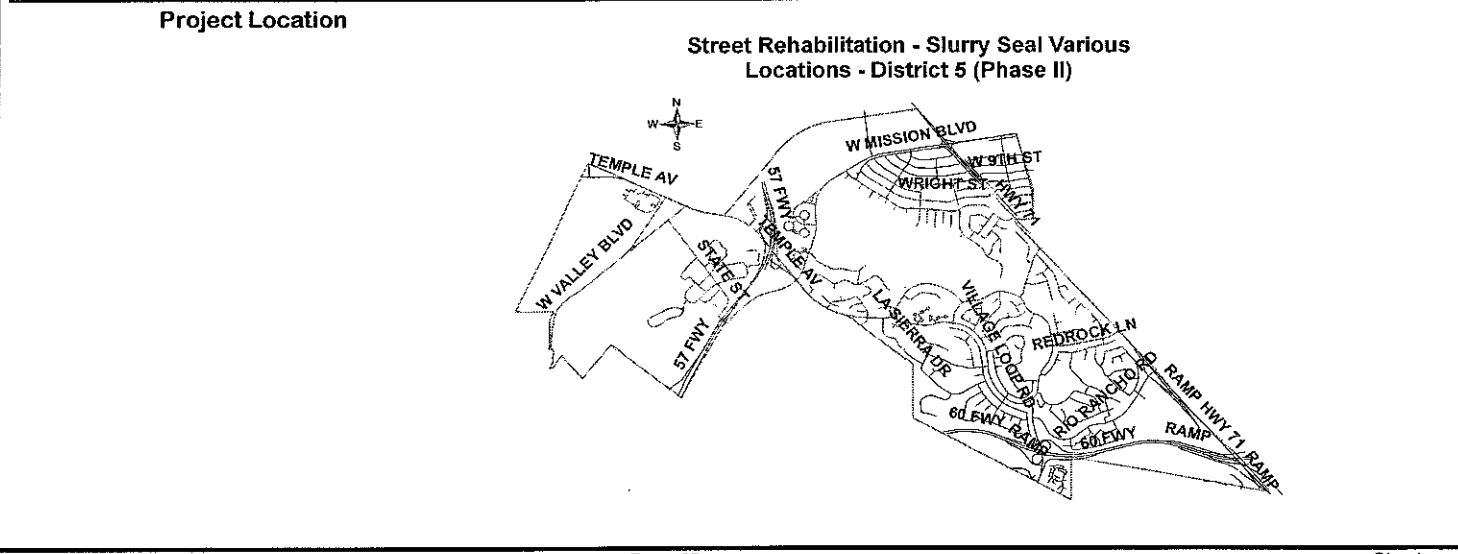 Project Location
Street Rehabilitation - Slurry Seal Various
Locations - District 5 (Phase II)
N
W E
S
W MISSION BLVD
TEMPLE AV
W 9TH ST
57 FWY
WRIGHT ST
HWY 71
W VALLEY BLVD
STATE ST
TEMPLE AV
57 FWY
LA SIERRA DR
VILLAGE LOOP RD
REDROCK LN
RIO RANCHO RD
RAMP HWY 71 RAMP
60 FWY RAMP
60 FWY
RAMP